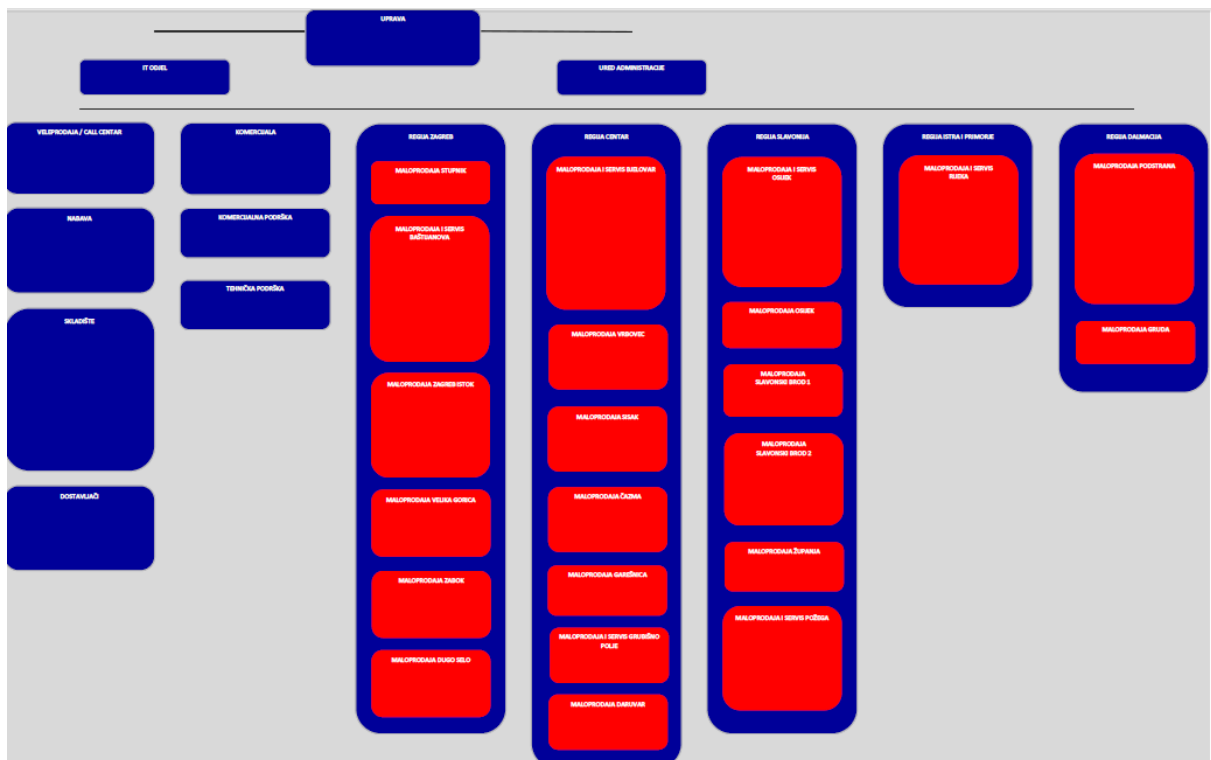 UPRAVA
IT ODJEL
URED ADMINISTRACIJE
VELEPRODAJA / CALL CENTAR
NABAVA
SKLADIŠTE
DOSTAVLJAČI
KOMERCIJALA
KOMERCIJALNA PODRŠKA
TEHNIČKA PODRŠKA
REGIJA ZAGREB
MALOPRODAJA STUPNIK
MALOPRODAJA I SERVIS
BAŠTIJANOVA
MALOPRODAJA ZAGREB ISTOK
MALOPRODAJA VELIKA GORICA
MALOPRODAJA ZABOK
MALOPRODAJA DUGO SELO
REGIJA CENTAR
MALOPRODAJA I SERVIS BJELOVAR
MALOPRODAJA VRBOVEC
MALOPRODAJA SISAK
MALOPRODAJA ČAZMA
MALOPRODAJA GAREŠNICA
MALOPRODAJA I SERVIS GRUBIŠNO
POLJE
MALOPRODAJA DARUVAR
REGIJA SLAVONIJA
MALOPRODAJA I SERVIS
OSIJEK
MALOPRODAJA OSIJEK
MALOPRODAJA
SLAVONSKI BROD 1
MALOPRODAJA
SLAVONSKI BROD 2
MALOPRODAJA ŽUPANJA
MALOPRODAJA I SERVIS POŽEGA
REGIJA ISTRA I PRIMORJE
MALOPRODAJA I SERVIS
RIJEKA
REGIJA DALMACIJA
MALOPRODAJA PODSTRANA
MALOPRODAJA GRUDA